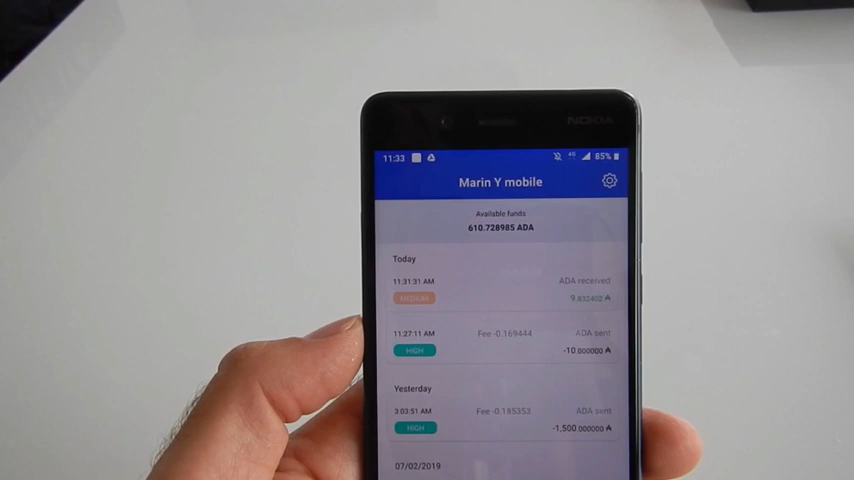 NOKIA
11:33 4G 85%
Marin Y mobile
Available funds
610.728985 ADA
Today
11:31:31 AM ADA received
MEDIUM 9.832402
11:27:11 AM Fee -0.169444 ADA sent
HIGH -10.000000
Yesterday
3:03:51 AM Fee -0.185353 ADA sent
HIGH -1,500.000000
07/02/2019